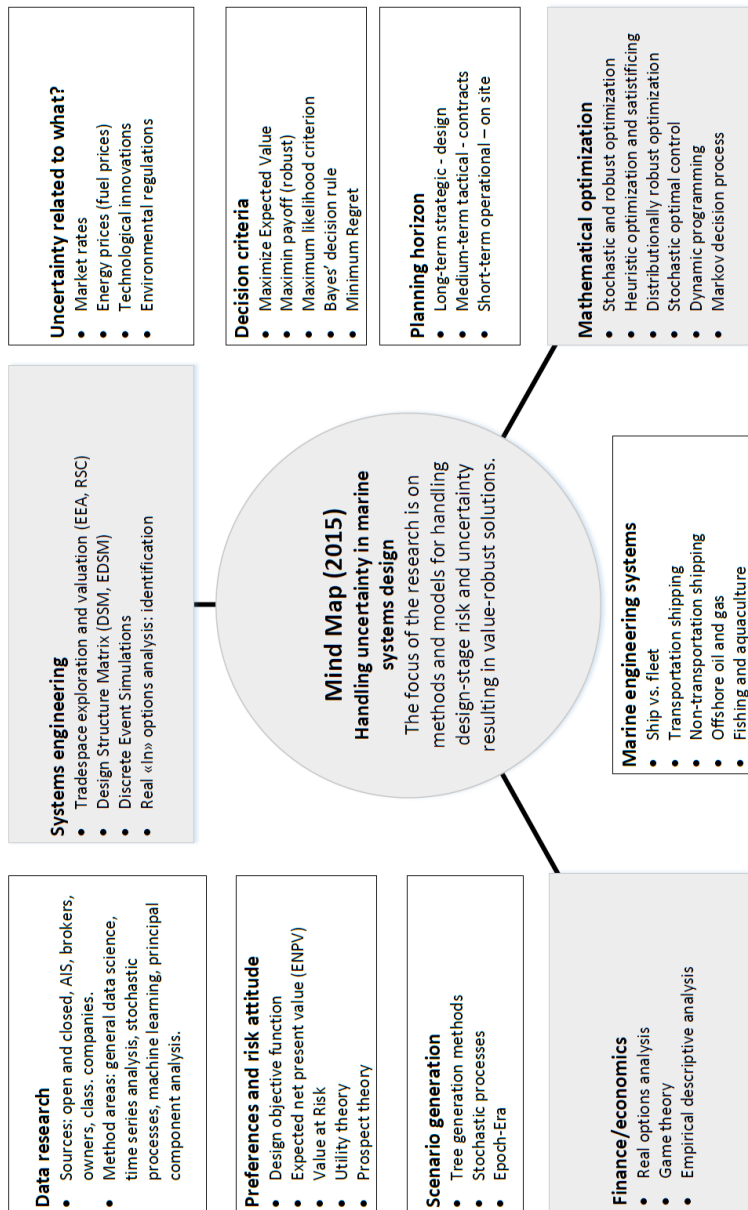 Data research
• Sources: open and closed, AIS, brokers,
owners, class. companies.
• Method areas: general data science,
time series analysis, stochastic
processes, machine learning, principal
component analysis.
Systems engineering
• Tradespace exploration and valuation (EEA, RSC)
• Design Structure Matrix (DSM, EDSM)
• Discrete Event Simulations
• Real «In» options analysis: identification
Uncertainty related to what?
• Market rates
• Energy prices (fuel prices)
• Technological innovations
• Environmental regulations
Preferences and risk attitude
• Design objective function
• Expected net present value (ENPV)
• Value at Risk
• Utility theory
• Prospect theory
Mind Map (2015)
Handling uncertainty in marine
systems design
The focus of the research is on
methods and models for handling
design-stage risk and uncertainty
resulting in value-robust solutions.
Decision criteria
• Maximize Expected Value
• Maximin payoff (robust)
• Maximum likelihood criterion
• Bayes' decision rule
• Minimum Regret
Scenario generation
• Tree generation methods
• Stochastic processes
• Epoch-Era
Planning horizon
• Long-term strategic - design
• Medium-term tactical - contracts
• Short-term operational – on site
Finance/economics
• Real options analysis
• Game theory
• Empirical descriptive analysis
Marine engineering systems
• Ship vs. fleet
• Transportation shipping
• Non-transportation shipping
• Offshore oil and gas
• Fishing and aquaculture
Mathematical optimization
• Stochastic and robust optimization
• Heuristic optimization and satistificing
• Distributionally robust optimization
• Stochastic optimal control
• Dynamic programming
• Markov decision process